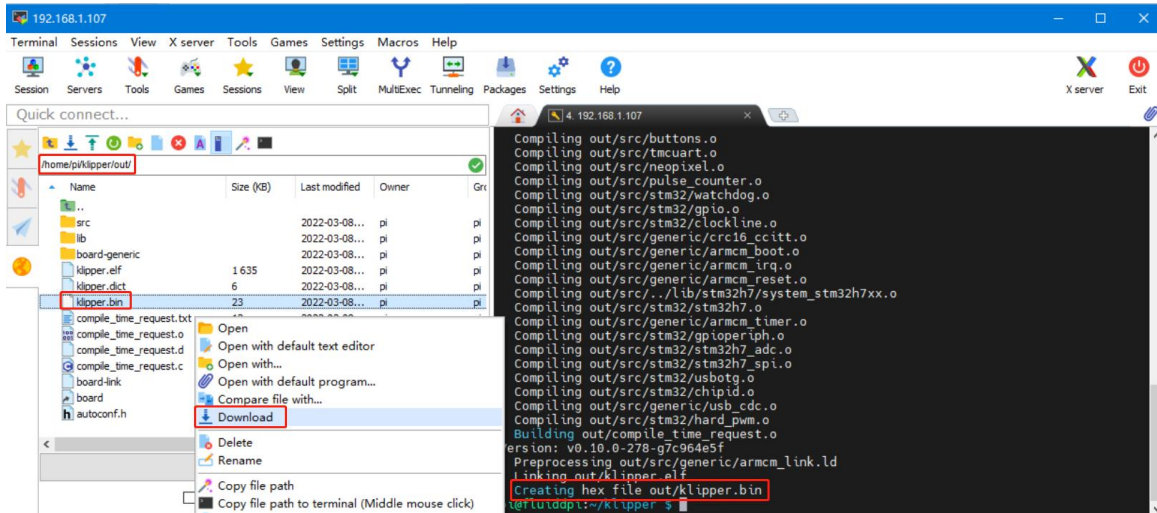 192.168.1.107
Terminal Sessions View X server Tools Games Settings Macros Help
Session Servers Tools Games Sessions View Split MultiExec Tunneling Packages Settings Help X server Exit
Quick connect...
4. 192.168.1.107
/home/pi/klipper/out/
Name Size (KB) Last modified Owner Gro
..
src 2022-03-08... pi pi
lib 2022-03-08... pi pi
board-generic 2022-03-08... pi pi
klipper.elf 1 635 2022-03-08... pi pi
klipper.dict 6 2022-03-08... pi pi
klipper.bin 23 2022-03-08... pi pi
compile_time_request.txt
compile_time_request.o
compile_time_request.d
compile_time_request.c
board-link
board
autoconf.h
Open
Open with default text editor
Open with...
Open with default program...
Compare file with...
Download
Delete
Rename
Copy file path
Copy file path to terminal (Middle mouse click)
Compiling out/src/buttons.o
Compiling out/src/tmcuart.o
Compiling out/src/neopixel.o
Compiling out/src/pulse_counter.o
Compiling out/src/stm32/watchdog.o
Compiling out/src/stm32/gpio.o
Compiling out/src/stm32/clockline.o
Compiling out/src/generic/crc16_ccitt.o
Compiling out/src/generic/armcm_boot.o
Compiling out/src/generic/armcm_irq.o
Compiling out/src/generic/armcm_reset.o
Compiling out/src/../lib/stm32h7/system_stm32h7xx.o
Compiling out/src/stm32/stm32h7.o
Compiling out/src/generic/armcm_timer.o
Compiling out/src/stm32/gpioperiph.o
Compiling out/src/stm32/stm32h7_adc.o
Compiling out/src/stm32/stm32h7_spi.o
Compiling out/src/stm32/usbotg.o
Compiling out/src/stm32/chipid.o
Compiling out/src/generic/usb_cdc.o
Compiling out/src/stm32/hard_pwm.o
Building out/compile_time_request.o
ersion: v0.10.0-278-g7c964e5f
Preprocessing out/src/generic/armcm_link.ld
Linking out/klipper.elf
Creating hex file out/klipper.bin
i@fluiddpi:~/klipper $